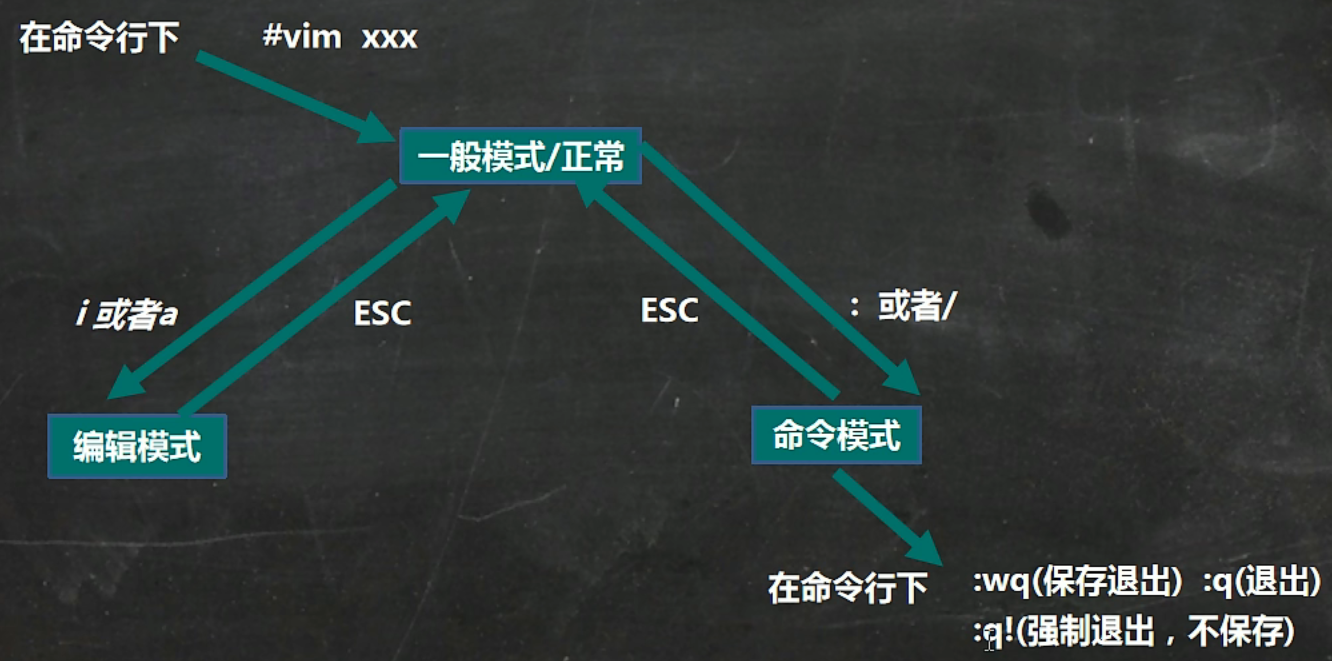 在命令行下 #vim xxx
一般模式/正常
i 或者a
ESC
ESC
: 或者/
编辑模式
命令模式
在命令行下 :wq(保存退出) :q(退出)
:q!(强制退出，不保存)